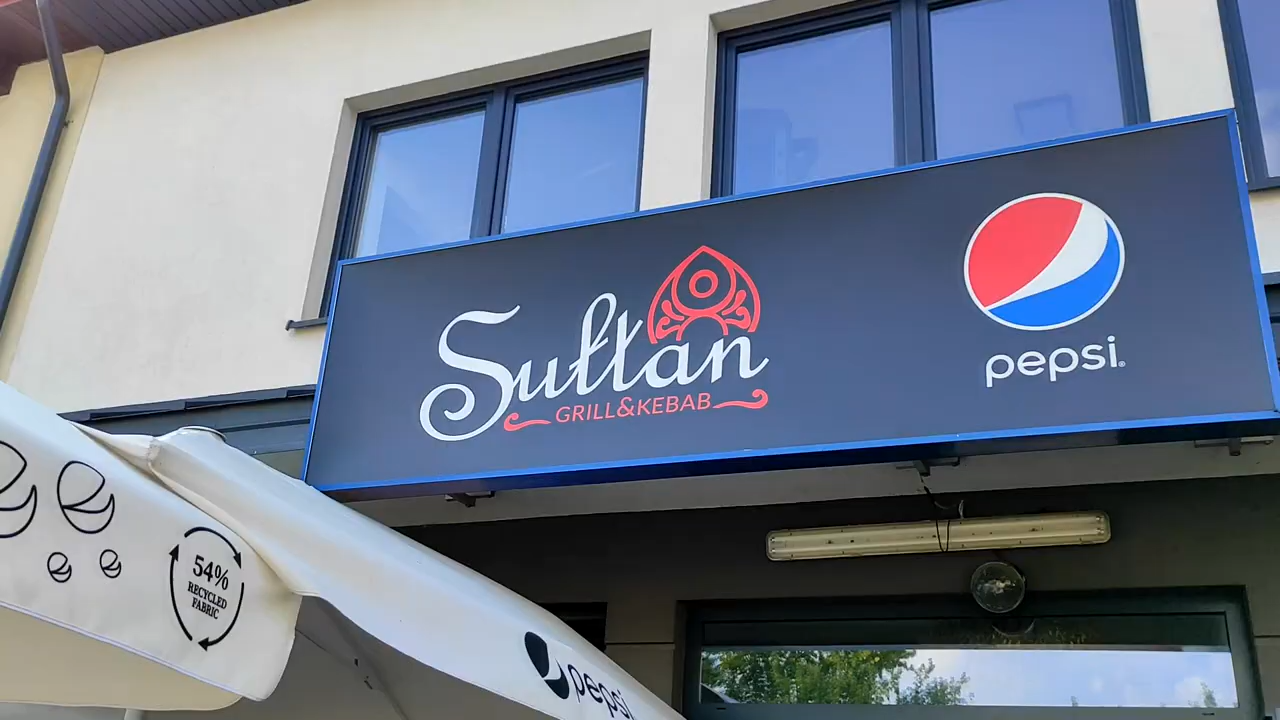 Sultan
GRILL&KEBAB
pepsi
54%
RECYCLED
FABRIC
pepsi